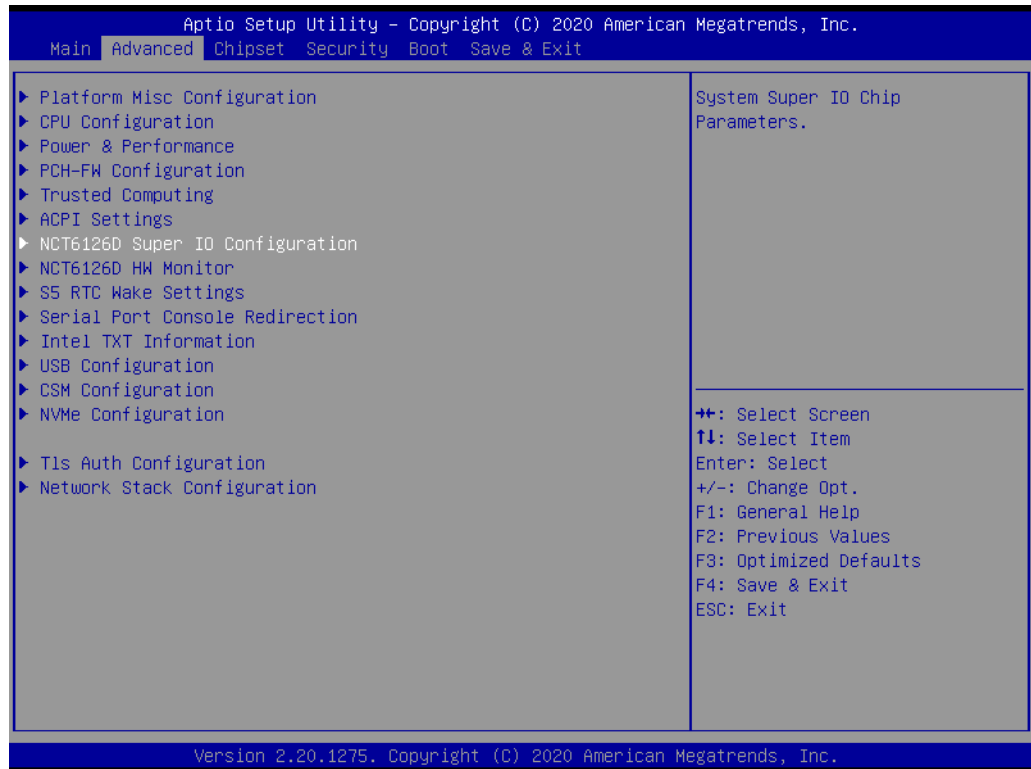 Aptio Setup Utility – Copyright (C) 2020 American Megatrends, Inc.
Main Advanced Chipset Security Boot Save & Exit
▶ Platform Misc Configuration
▶ CPU Configuration
▶ Power & Performance
▶ PCH-FW Configuration
▶ Trusted Computing
▶ ACPI Settings
▶ NCT6126D Super IO Configuration
▶ NCT6126D HW Monitor
▶ S5 RTC Wake Settings
▶ Serial Port Console Redirection
▶ Intel TXT Information
▶ USB Configuration
▶ CSM Configuration
▶ NVMe Configuration
▶ Tls Auth Configuration
▶ Network Stack Configuration
System Super IO Chip
Parameters.
→←: Select Screen
↑↓: Select Item
Enter: Select
+/-: Change Opt.
F1: General Help
F2: Previous Values
F3: Optimized Defaults
F4: Save & Exit
ESC: Exit
Version 2.20.1275. Copyright (C) 2020 American Megatrends, Inc.